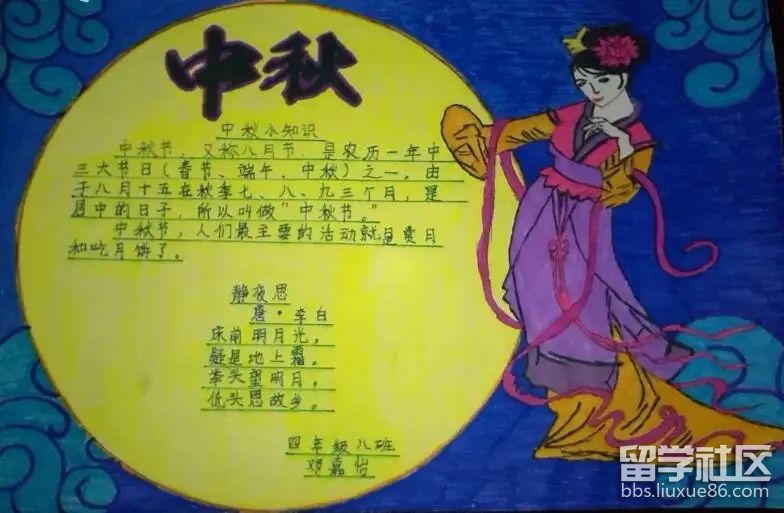 中秋
中秋小知识
中秋节，又称八月节，是农历一年中
三大节日（春节、端午、中秋）之一。由
于八月十五在秋季七、八、九三个月，是
居中的日子，所以叫做“中秋节。”
中秋节，人们最主要的活动就是赏月
和吃月饼了。
静夜思
唐·李白
床前明月光，
疑是地上霜。
举头望明月，
低头思故乡。
四年级八班
邓嘉怡
留学社区
bbs.liuxue86.com